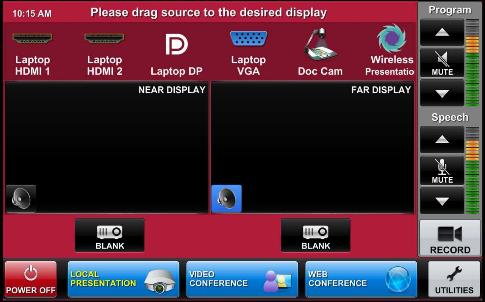 10:15 AM
Please drag source to the desired display
Program
Laptop
HDMI 1
Laptop
HDMI 2
Laptop DP
Laptop
VGA
Doc Cam
Wireless
Presentatio
MUTE
NEAR DISPLAY
FAR DISPLAY
Speech
MUTE
BLANK
BLANK
RECORD
POWER OFF
LOCAL
PRESENTATION
VIDEO
CONFERENCE
WEB
CONFERENCE
UTILITIES